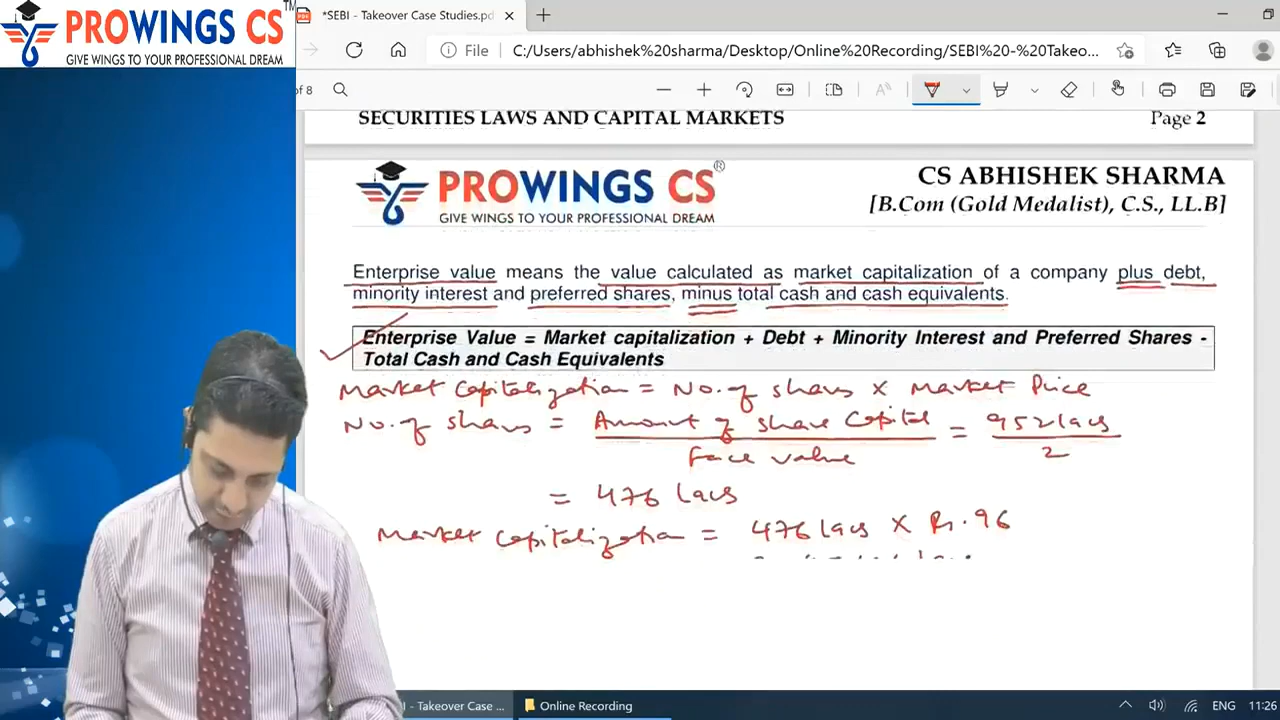 PROWINGS CS TM
GIVE WINGS TO YOUR PROFESSIONAL DREAM
*SEBI - Takeover Case Studies.pd
File C:/Users/abhishek%20sharma/Desktop/Online%20Recording/SEBI%20-%20Takeo...
of 8
SECURITIES LAWS AND CAPITAL MARKETS Page 2
PROWINGS CS ®
GIVE WINGS TO YOUR PROFESSIONAL DREAM
CS ABHISHEK SHARMA
[B.Com (Gold Medalist), C.S., LL.B]
Enterprise value means the value calculated as market capitalization of a company plus debt,
minority interest and preferred shares, minus total cash and cash equivalents.
Enterprise Value = Market capitalization + Debt + Minority Interest and Preferred Shares -
Total Cash and Cash Equivalents
Market Capitalization = No. of shares × Market Price
No. of shares = Amount of share Capital / Face value = 952 lacs / 2
= 476 lacs
Market capitalization = 476 lacs × Rs. 96
I - Takeover Case ... Online Recording ENG 11:26